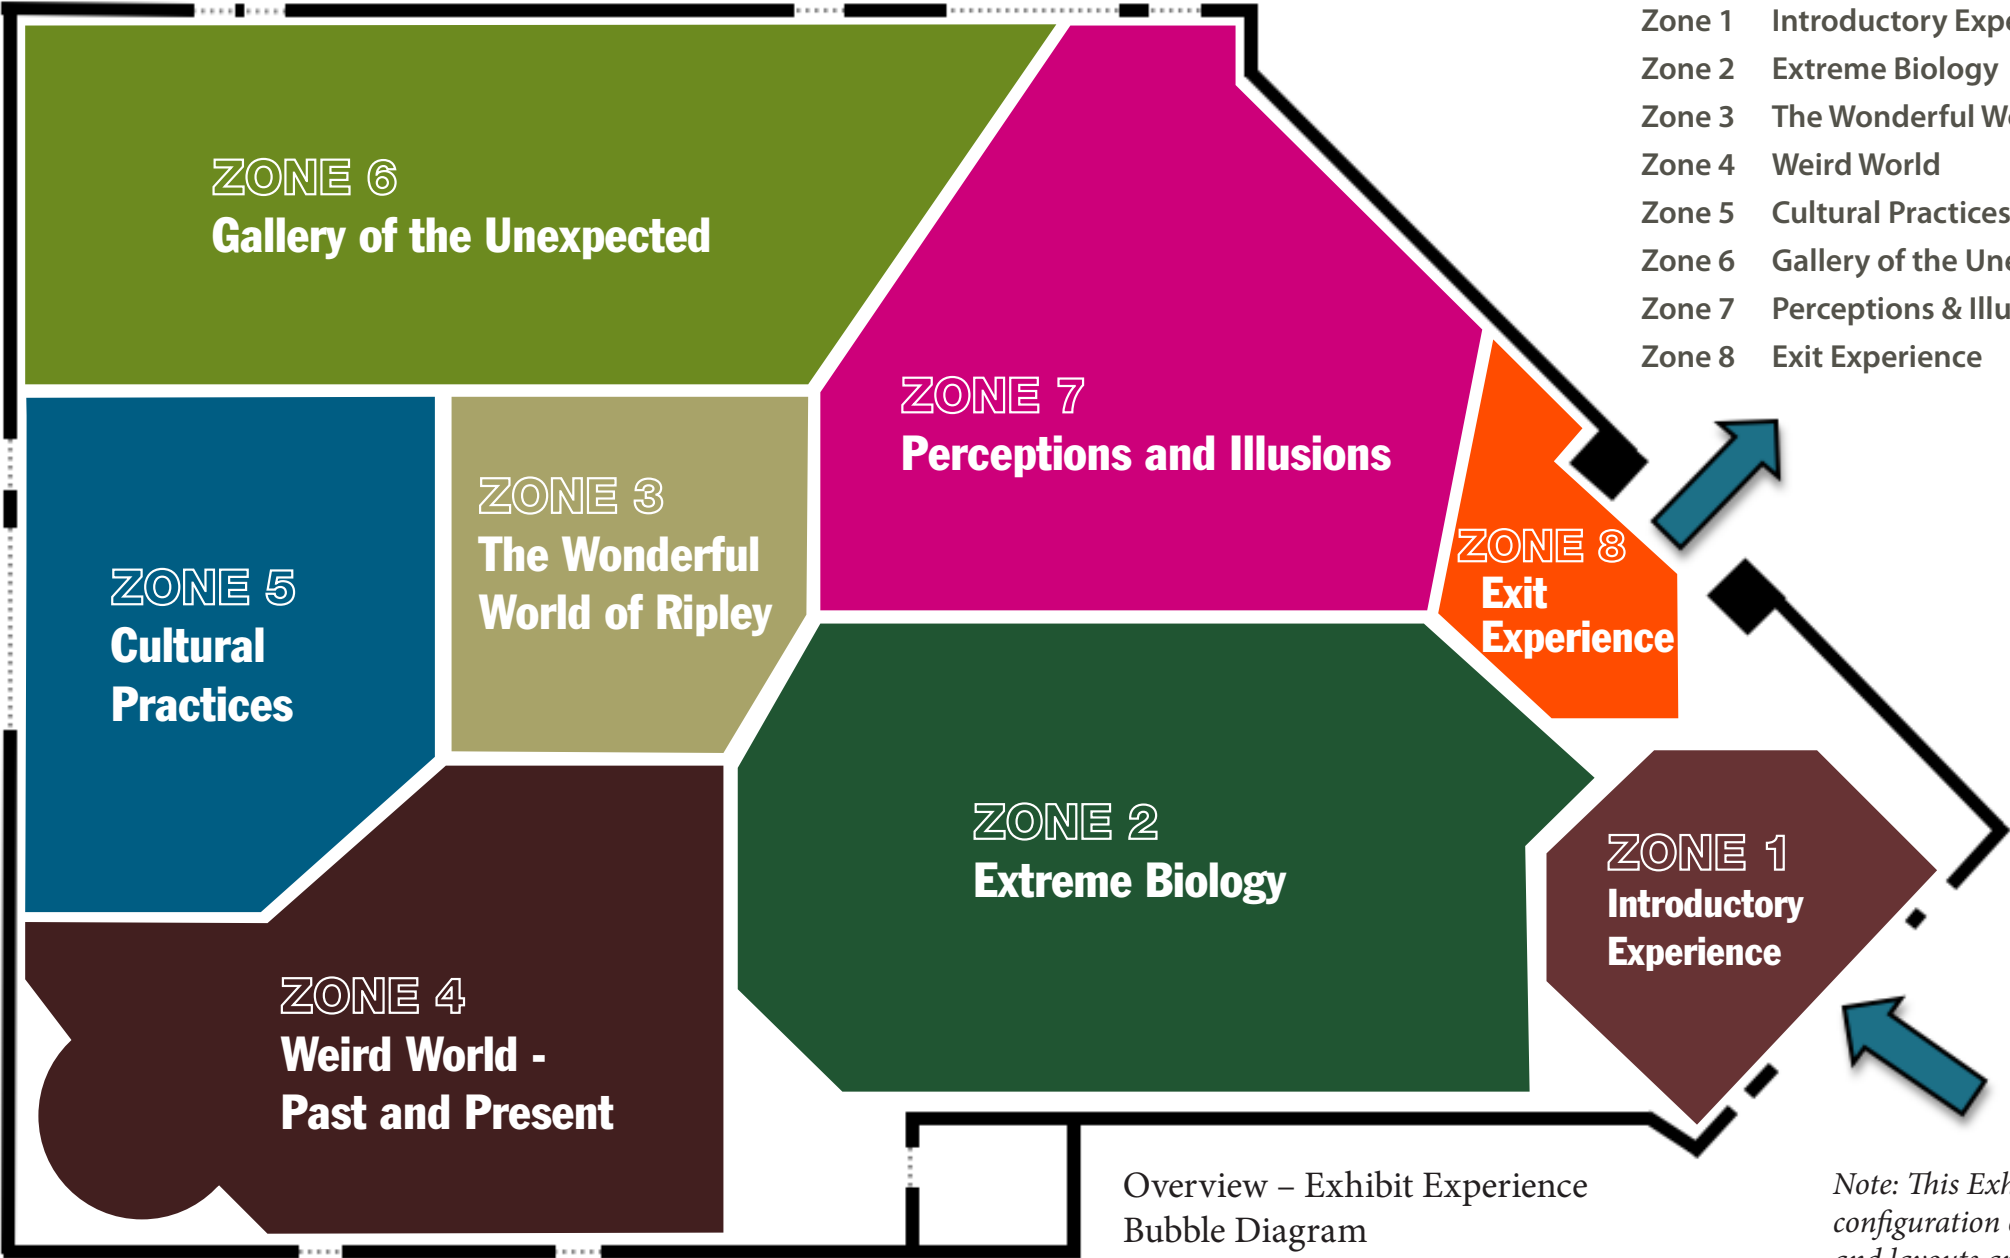 ZONE 6
Gallery of the Unexpected
ZONE 7
Perceptions and Illusions
ZONE 3
The Wonderful
World of Ripley
ZONE 5
Cultural
Practices
ZONE 8
Exit
Experience
ZONE 2
Extreme Biology
ZONE 1
Introductory
Experience
ZONE 4
Weird World -
Past and Present
Zone 1 Introductory
Zone 2 Extreme Biology
Zone 3 The Wonderful
Zone 4 Weird World
Zone 5 Cultural Practices
Zone 6 Gallery of the
Zone 7 Perceptions &
Zone 8 Exit Experience
Overview – Exhibit Experience
Bubble Diagram
Note: This
configuration